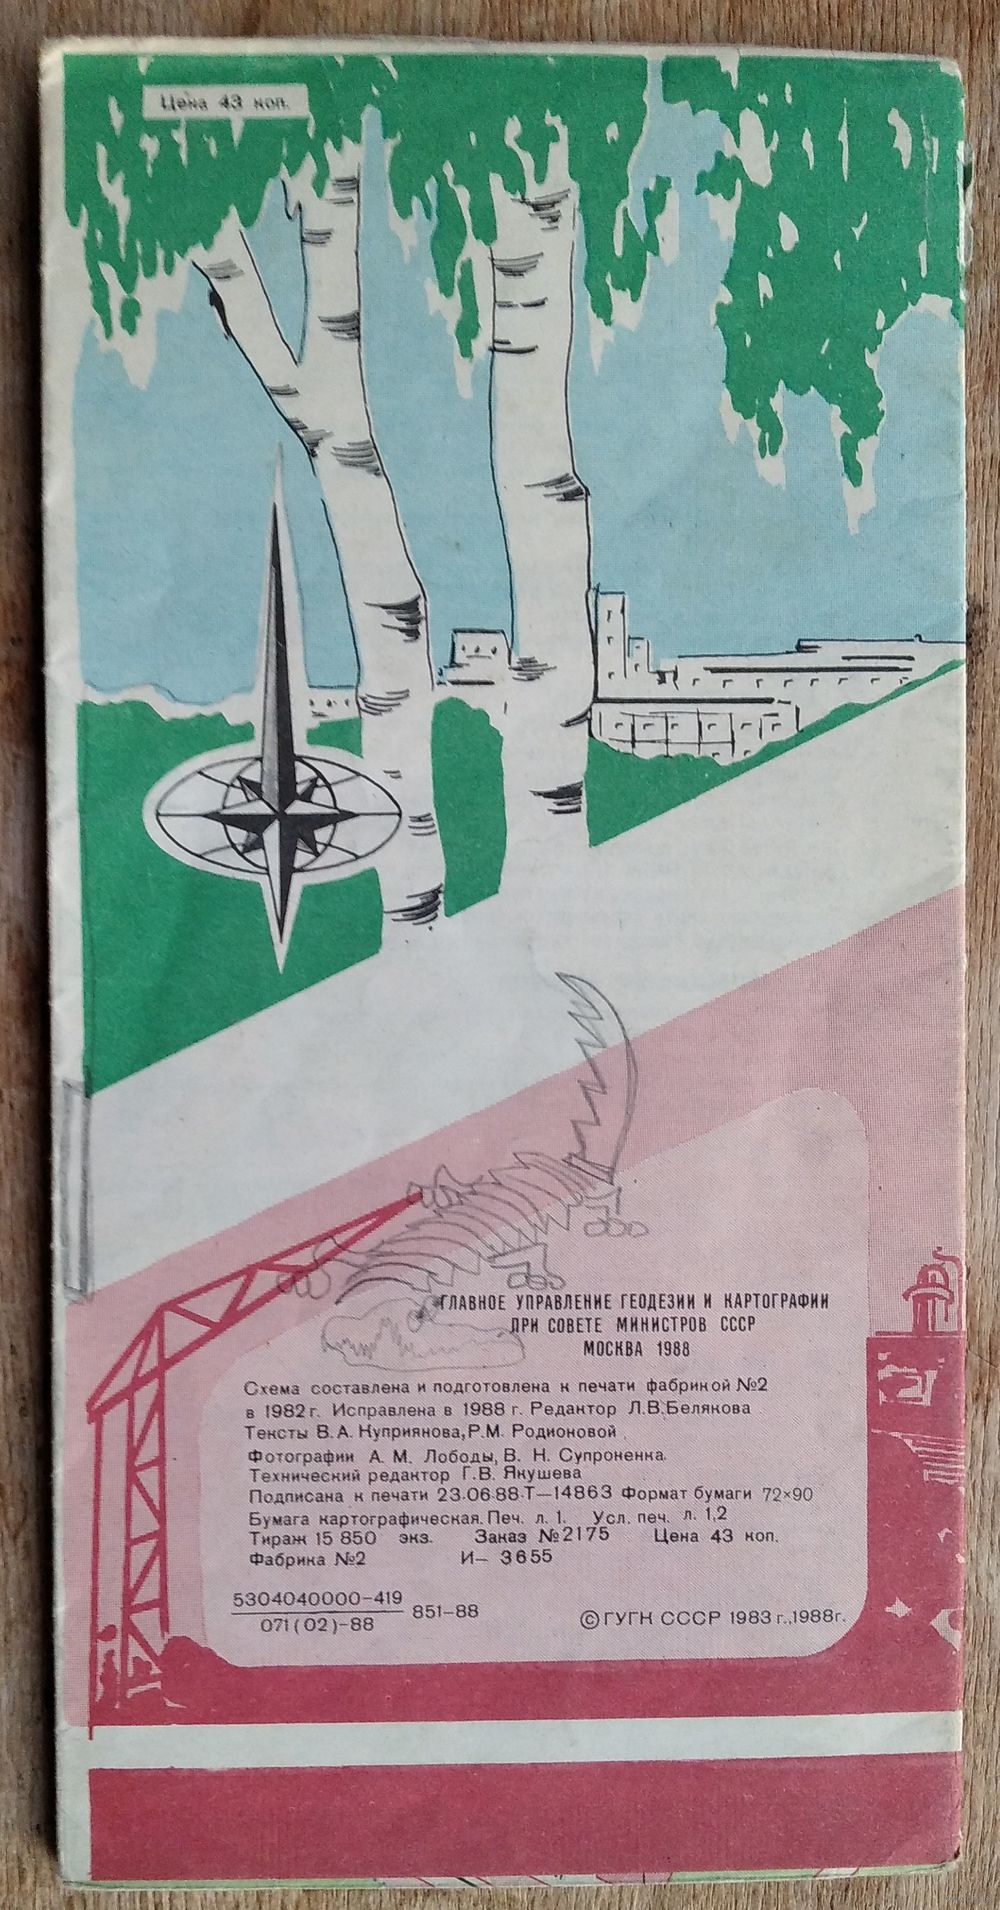 Цена 43 коп.
ГЛАВНОЕ УПРАВЛЕНИЕ ГЕОДЕЗИИ И КАРТОГРАФИИ
ПРИ СОВЕТЕ МИНИСТРОВ СССР
МОСКВА 1988
Схема составлена и подготовлена к печати фабрикой №2
в 1982 г. Исправлена в 1988 г. Редактор Л.В.Белякова
Тексты В.А.Куприянова, Р.М. Родионовой
Фотографии А. М. Лободы, В. Н. Супроненка.
Технический редактор Г.В. Якушева
Подписана к печати 23.06.88 Т—14863 Формат бумаги 72×90
Бумага картографическая. Печ. л. 1. Усл. печ. л. 1,2
Тираж 15 850 экз. Заказ №2175 Цена 43 коп.
Фабрика №2 И— 3655
5304040000—419
071(02)—88
851—88
©ГУГК СССР 1983 г., 1988г.